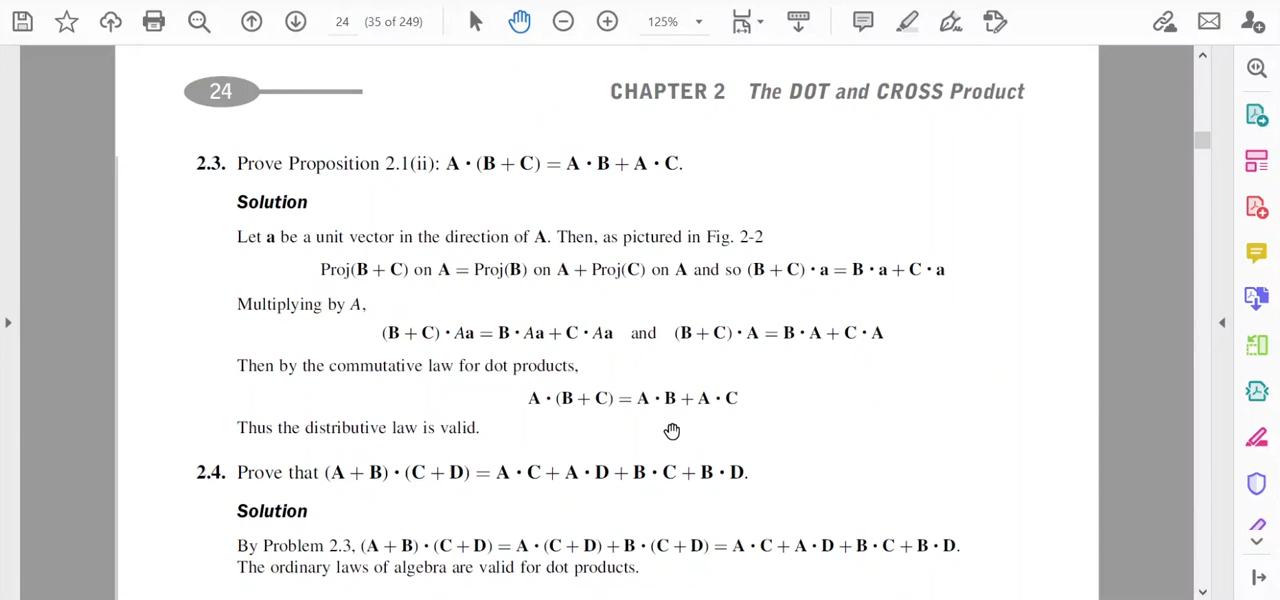 24 (35 of 249) 125%
24 CHAPTER 2 The DOT and CROSS Product
2.3. Prove Proposition 2.1(ii): A · (B + C) = A · B + A · C.
Solution
Let a be a unit vector in the direction of A. Then, as pictured in Fig. 2-2
Proj(B + C) on A = Proj(B) on A + Proj(C) on A and so (B + C) · a = B · a + C · a
Multiplying by A,
(B + C) · Aa = B · Aa + C · Aa and (B + C) · A = B · A + C · A
Then by the commutative law for dot products,
A · (B + C) = A · B + A · C
Thus the distributive law is valid.
2.4. Prove that (A + B) · (C + D) = A · C + A · D + B · C + B · D.
Solution
By Problem 2.3, (A + B) · (C + D) = A · (C + D) + B · (C + D) = A · C + A · D + B · C + B · D.
The ordinary laws of algebra are valid for dot products.